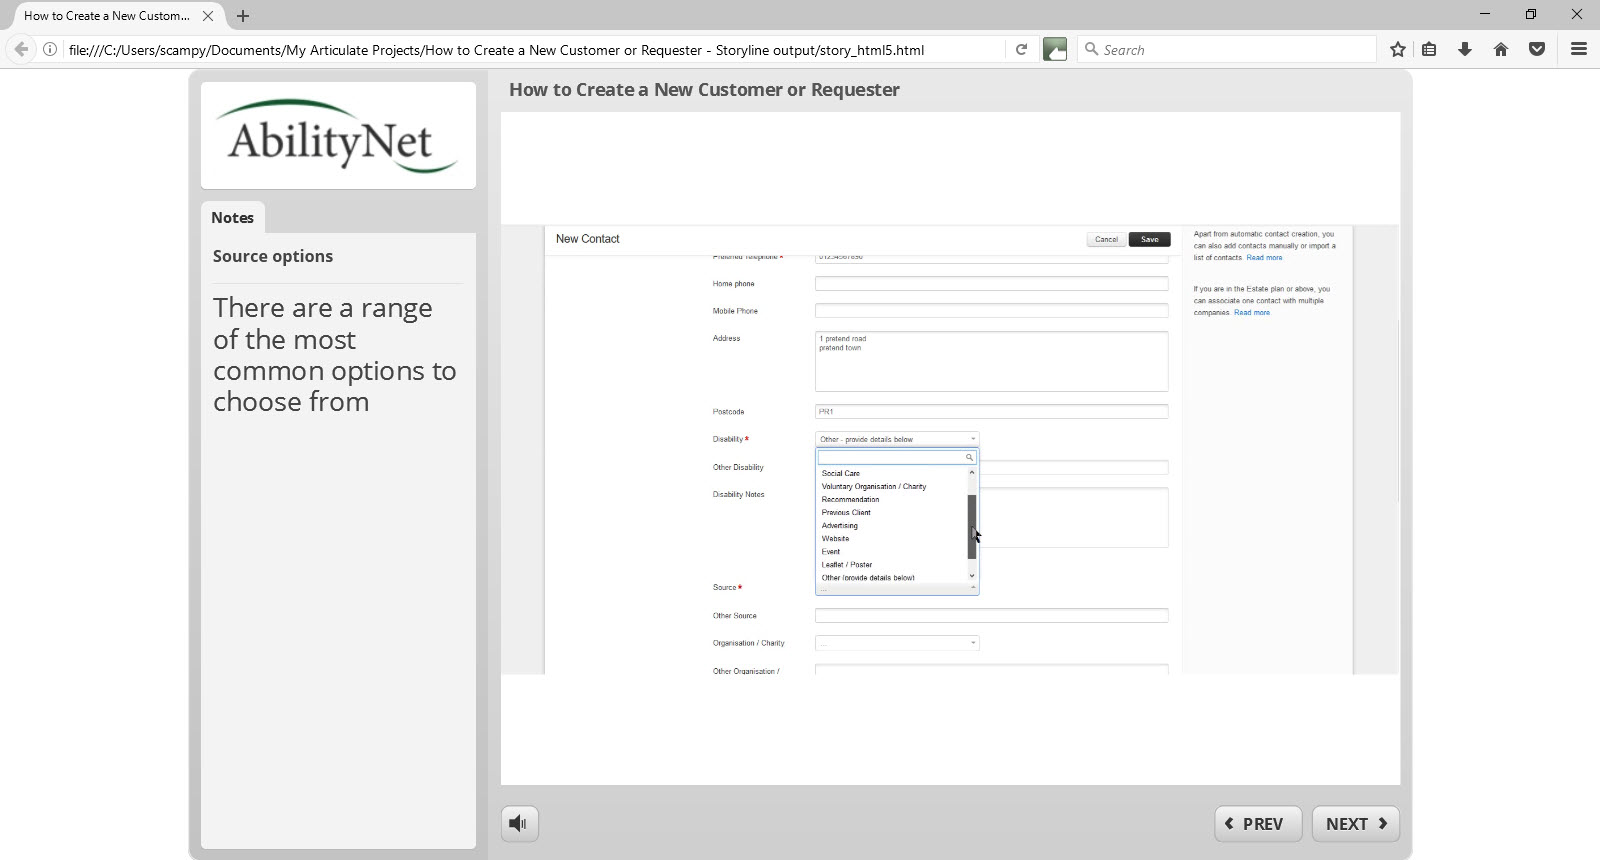 How to Create a New Custom...
file:///C:/Users/scampy/Documents/My Articulate Projects/How to Create a New Customer or Requester - Storyline output/story_html5.html
Search
AbilityNet
Notes
Source options
There are a range
of the most
common options to
choose from
How to Create a New Customer or Requester
New Contact
Cancel
Save
Preferred Telephone *
01234567890
Home phone
Mobile Phone
Address
1 pretend road
pretend town
Postcode
PR1
Disability *
Other - provide details below
Other Disability
Disability Notes
Social Care
Voluntary Organisation / Charity
Recommendation
Previous Client
Advertising
Website
Event
Leaflet / Poster
Other (provide details below)
...
Source *
Other Source
Organisation / Charity
...
Other Organisation /
Apart from automatic contact creation, you
can also add contacts manually or import a
list of contacts. Read more
If you are in the Estate plan or above, you
can associate one contact with multiple
companies. Read more
PREV
NEXT